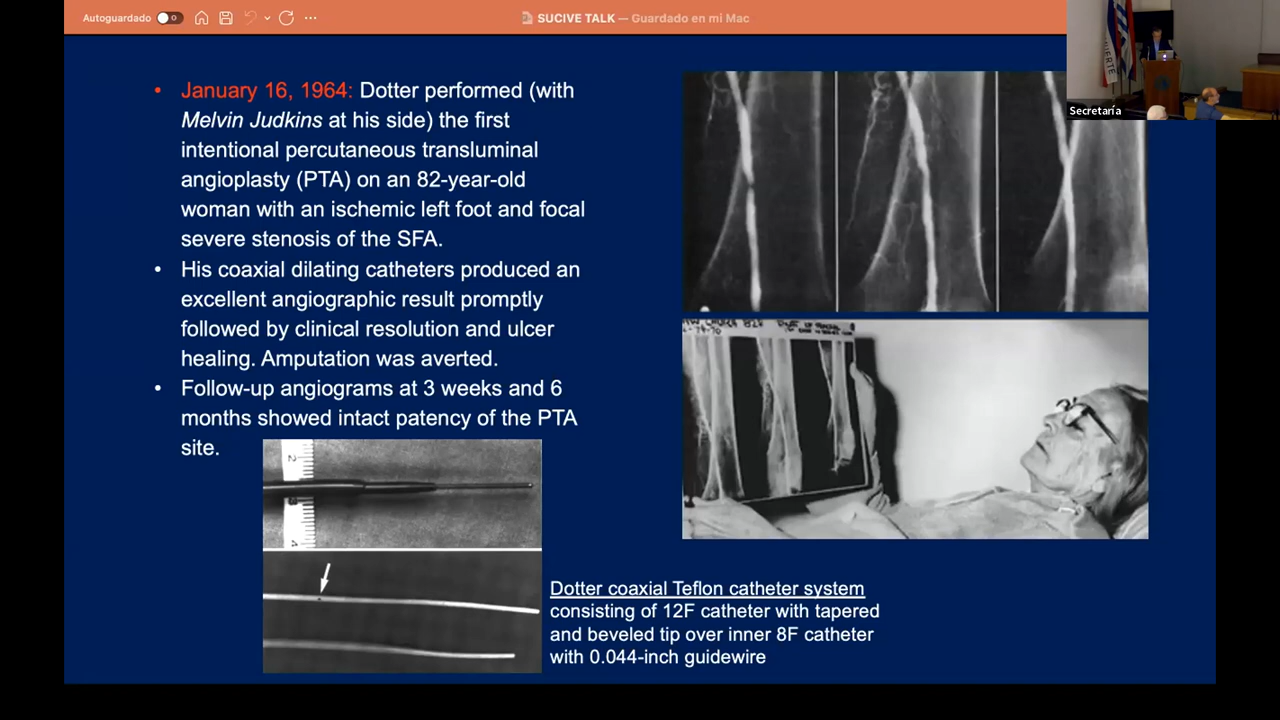 Autoguardado
SUCIVE TALK — Guardado en mi Mac
• January 16, 1964: Dotter performed (with
Melvin Judkins at his side) the first
intentional percutaneous transluminal
angioplasty (PTA) on an 82-year-old
woman with an ischemic left foot and focal
severe stenosis of the SFA.
• His coaxial dilating catheters produced an
excellent angiographic result promptly
followed by clinical resolution and ulcer
healing. Amputation was averted.
• Follow-up angiograms at 3 weeks and 6
months showed intact patency of the PTA
site.
Secretaría
2
4
Dotter coaxial Teflon catheter system
consisting of 12F catheter with tapered
and beveled tip over inner 8F catheter
with 0.044-inch guidewire